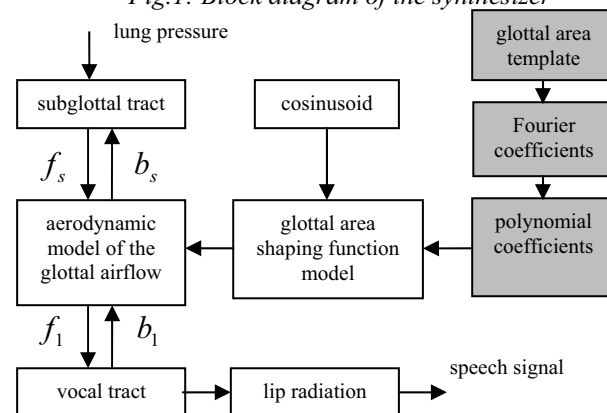 Fig.1: Block diagram of the synthesizer
lung pressure
glottal area
template
subglottal tract
cosinusoid
Fourier
coefficients
f_s
b_s
aerodynamic
model of the
glottal airflow
glottal area
shaping function
model
polynomial
coefficients
f_1
b_1
speech signal
vocal tract
lip radiation